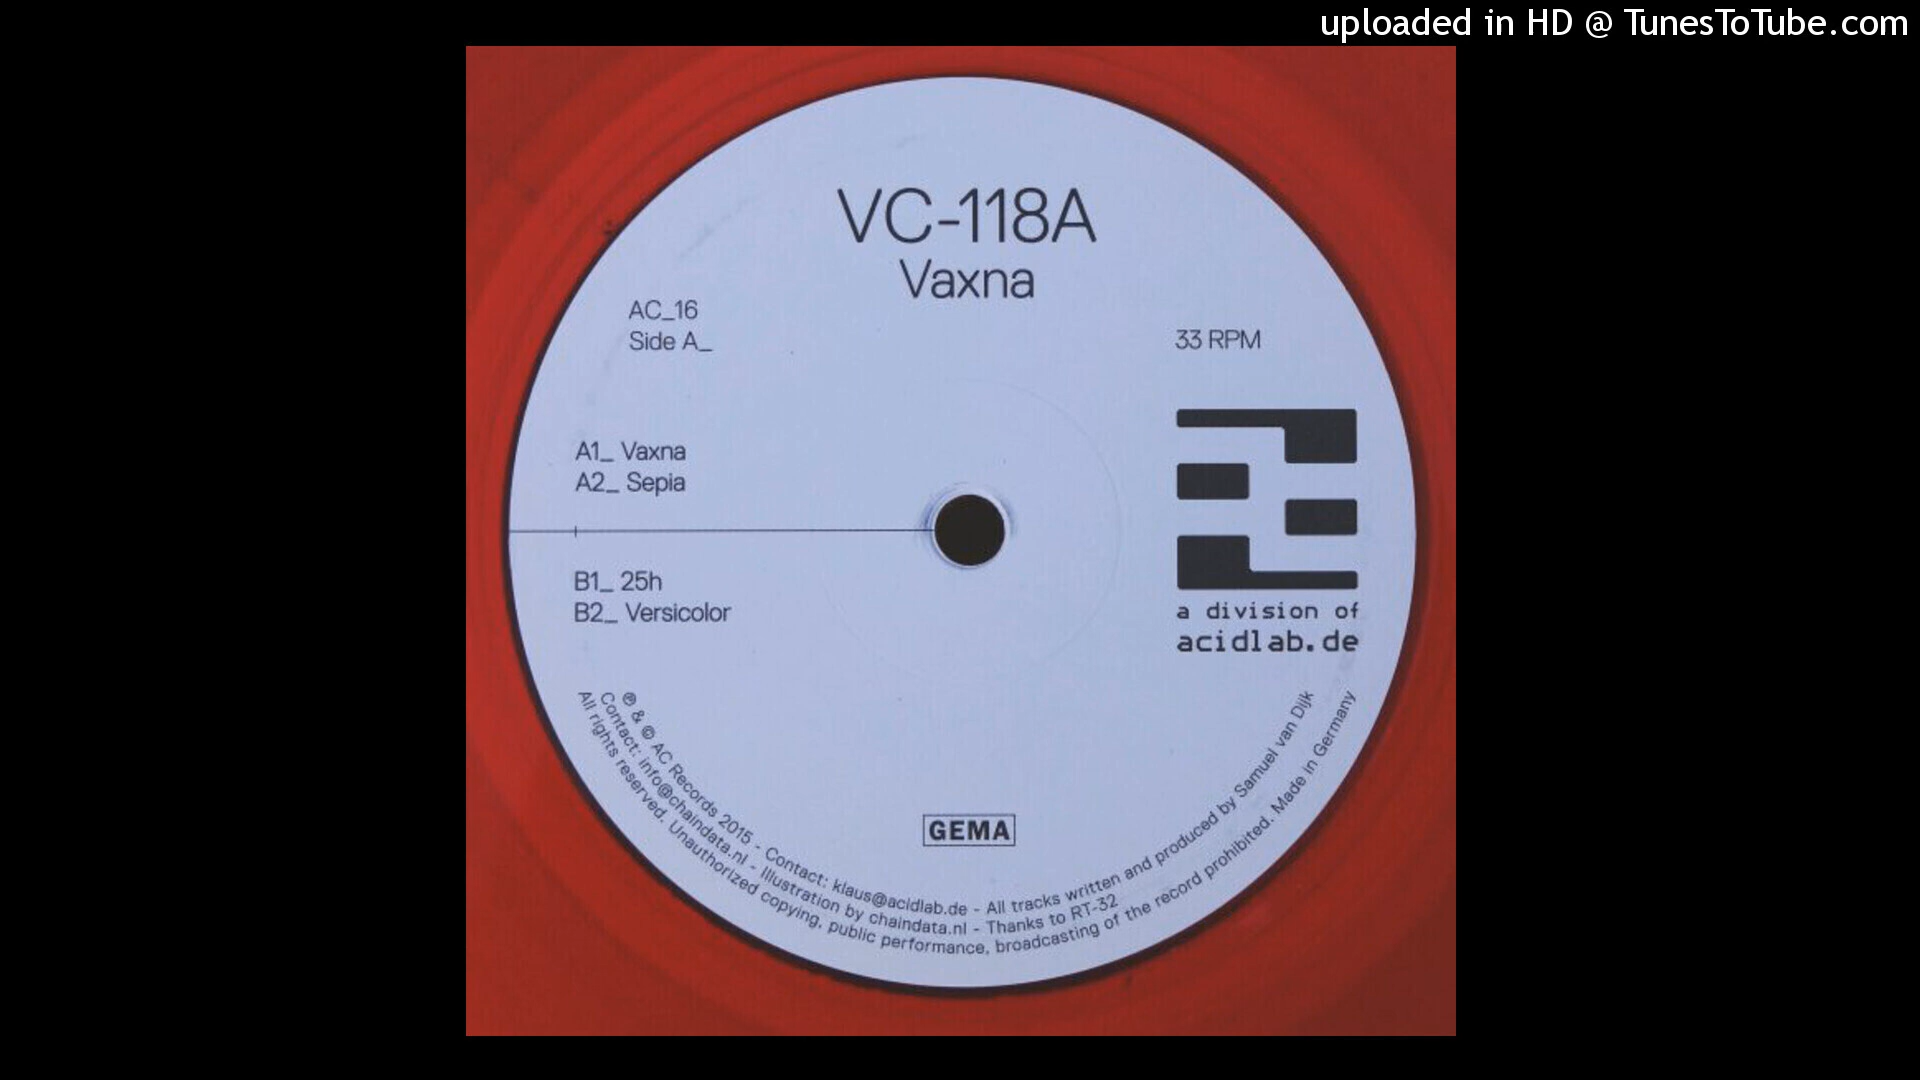 uploaded in HD @ TunesToTube.com
VC-118A
Vaxna
AC_16
Side A_
33 RPM
A1_ Vaxna
A2_ Sepia
B1_ 25h
B2_ Versicolor
a division of
acidlab.de
GEMA
℗ & © AC Records 2015 - Contact: klaus@acidlab.de - All tracks written and produced by Samuel van Dijk
Contact: info@chaindata.nl - Illustration by chaindata.nl - Thanks to RT-32
All rights reserved. Unauthorized copying, public performance, broadcasting of the record prohibited. Made in Germany